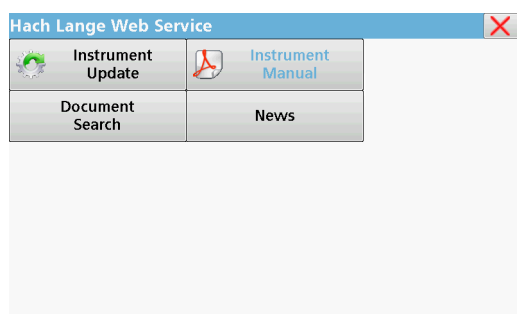 Hach Lange Web Service
Instrument
Update
Instrument
Manual
Document
Search
News